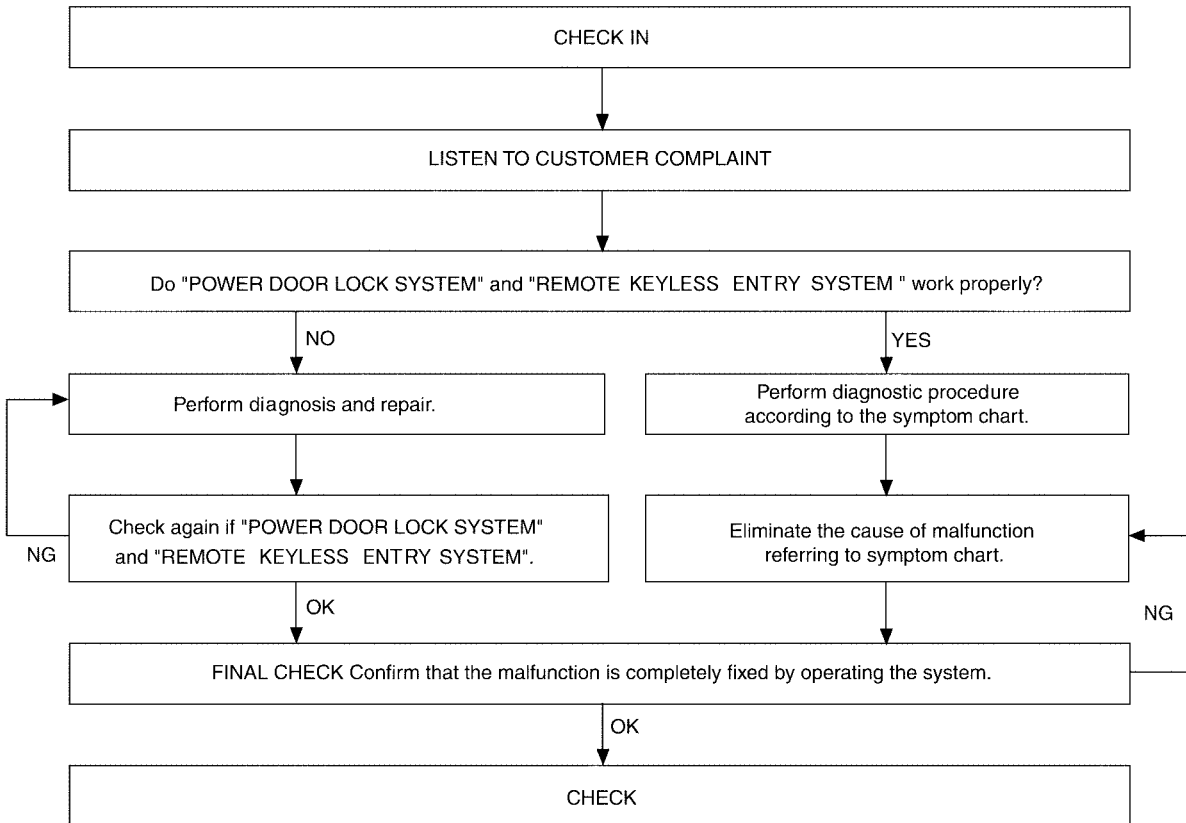 CHECK IN
LISTEN TO CUSTOMER COMPLAINT
Do "POWER DOOR LOCK SYSTEM" and "REMOTE KEYLESS ENTRY SYSTEM " work properly?
NO
YES
Perform diagnosis and repair.
Perform diagnostic procedure
according to the symptom chart.
Check again if "POWER DOOR LOCK SYSTEM"
and "REMOTE KEYLESS ENTRY SYSTEM".
NG
Eliminate the cause of malfunction
referring to symptom chart.
OK
NG
FINAL CHECK Confirm that the malfunction is completely fixed by operating the system.
OK
CHECK